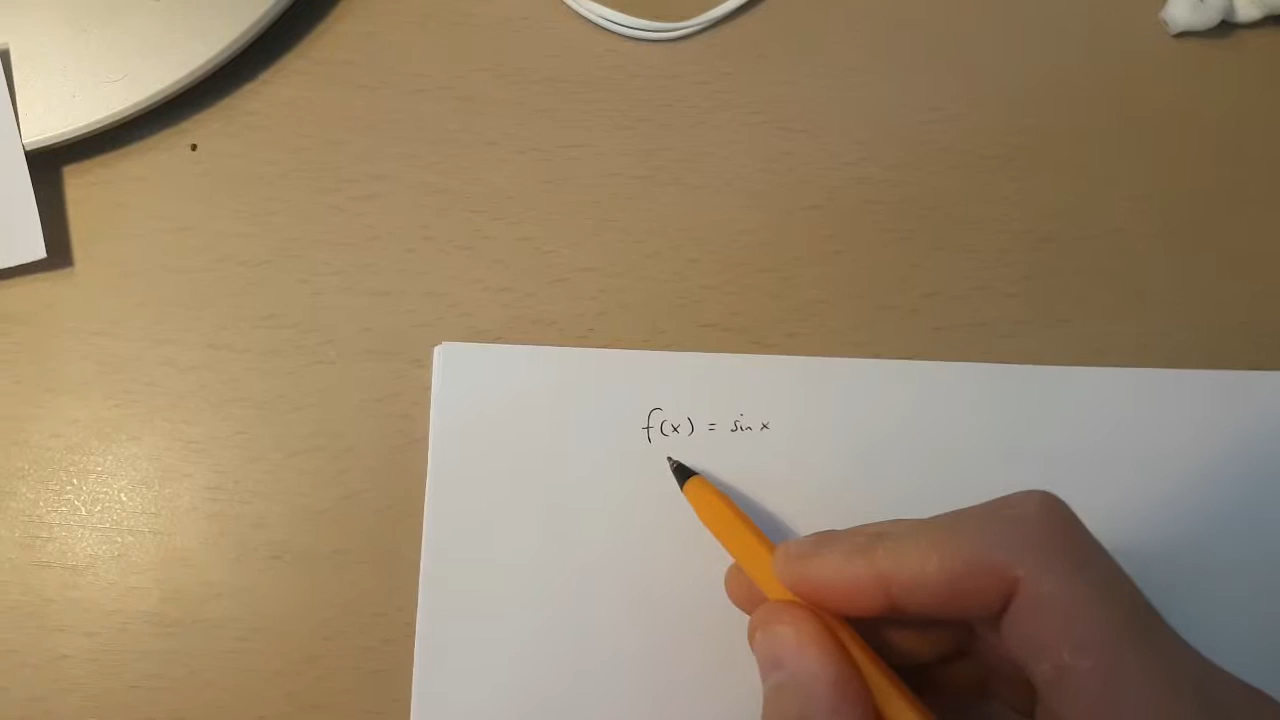 f(x) = sin x